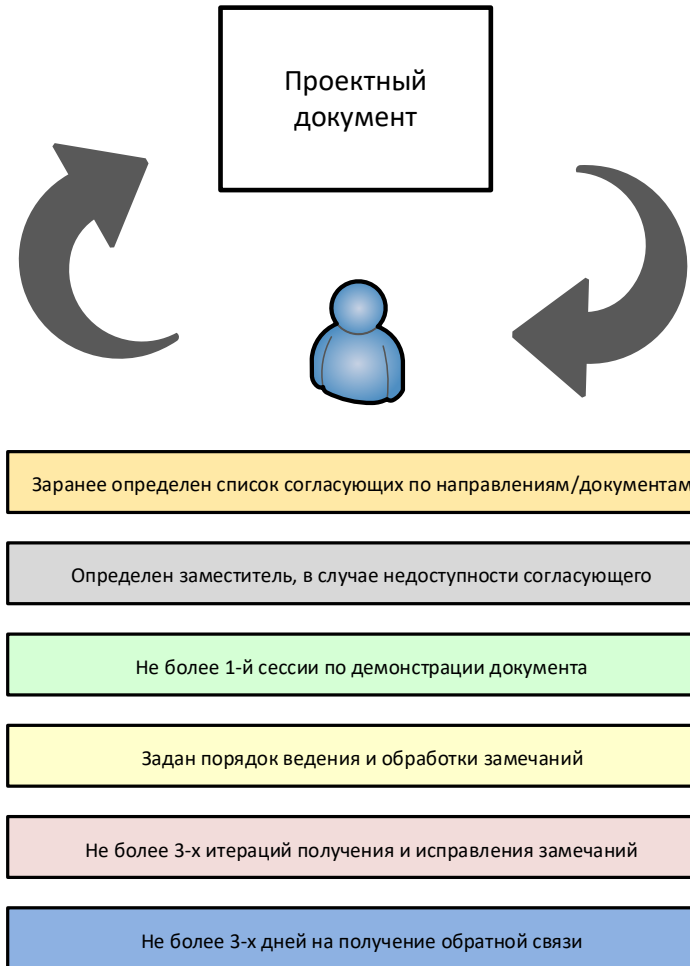 Проектный
документ
Заранее определен список согласующих по направлениям/документам
Определен заместитель, в случае недоступности согласующего
Не более 1-й сессии по демонстрации документа
Задан порядок ведения и обработки замечаний
Не более 3-х итераций получения и исправления замечаний
Не более 3-х дней на получение обратной связи